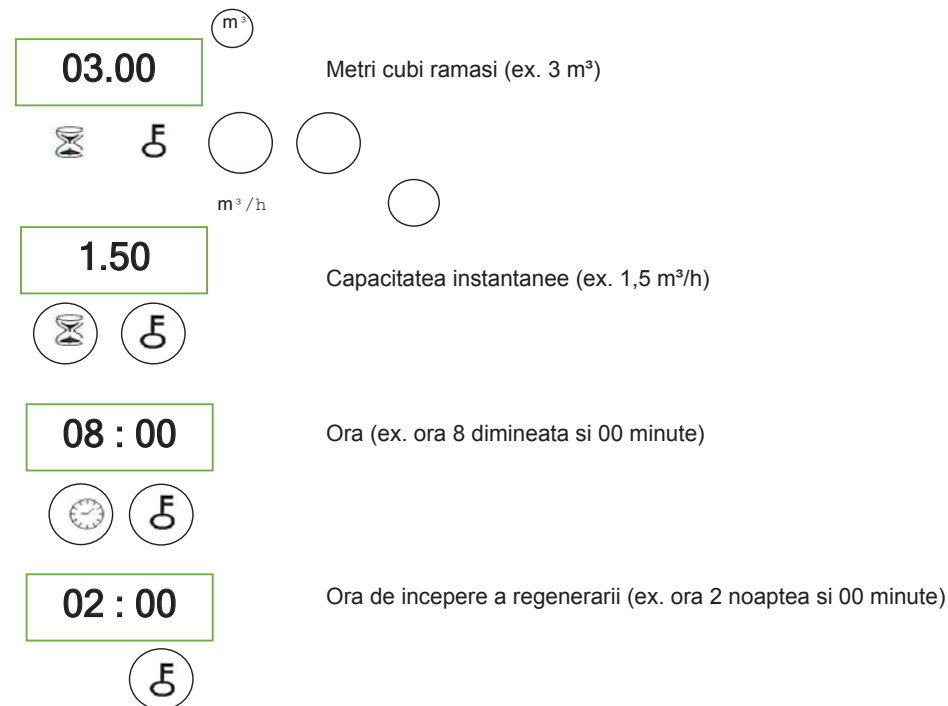 m³
03.00
Metri cubi ramasi (ex. 3 m³)
m³/h
1.50
Capacitatea instantanee (ex. 1,5 m³/h)
08 : 00
Ora (ex. ora 8 dimineata si 00 minute)
02 : 00
Ora de incepere a regenerarii (ex. ora 2 noaptea si 00 minute)